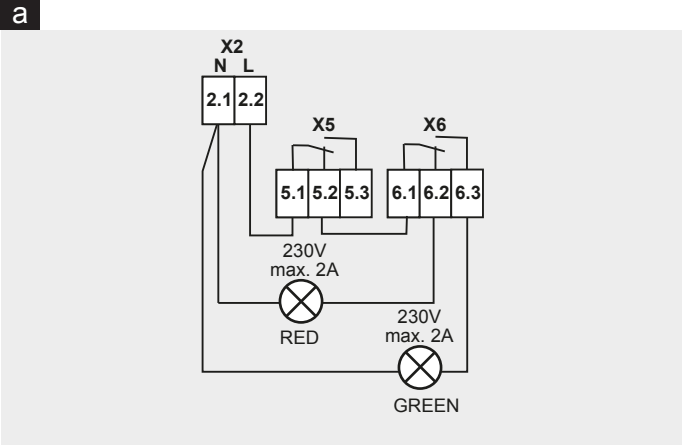 a
X2
N L
2.1 2.2
X5 X6
5.1 5.2 5.3 6.1 6.2 6.3
230V
max. 2A
RED
230V
max. 2A
GREEN